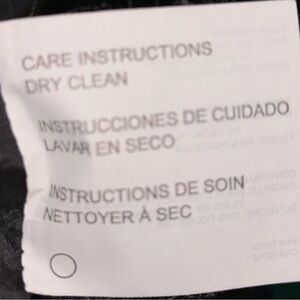 CARE INSTRUCTIONS
DRY CLEAN
INSTRUCCIONES DE CUIDADO
LAVAR EN SECO
INSTRUCTIONS DE SOIN
NETTOYER À SEC